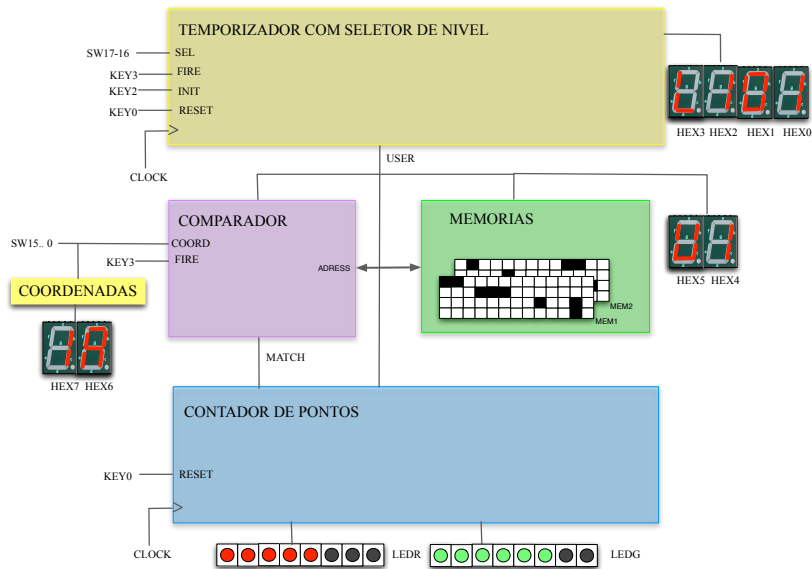 TEMPORIZADOR COM SELETOR DE NIVEL
SW17-16
SEL
KEY3
FIRE
KEY2
INIT
KEY0
RESET
CLOCK
HEX3 HEX2 HEX1 HEX0
USER
COMPARADOR
SW15.. 0
COORD
KEY3
FIRE
ADRESS
MEMORIAS
MEM2
MEM1
HEX5 HEX4
COORDENADAS
HEX7 HEX6
MATCH
CONTADOR DE PONTOS
KEY0
RESET
CLOCK
LEDR
LEDG